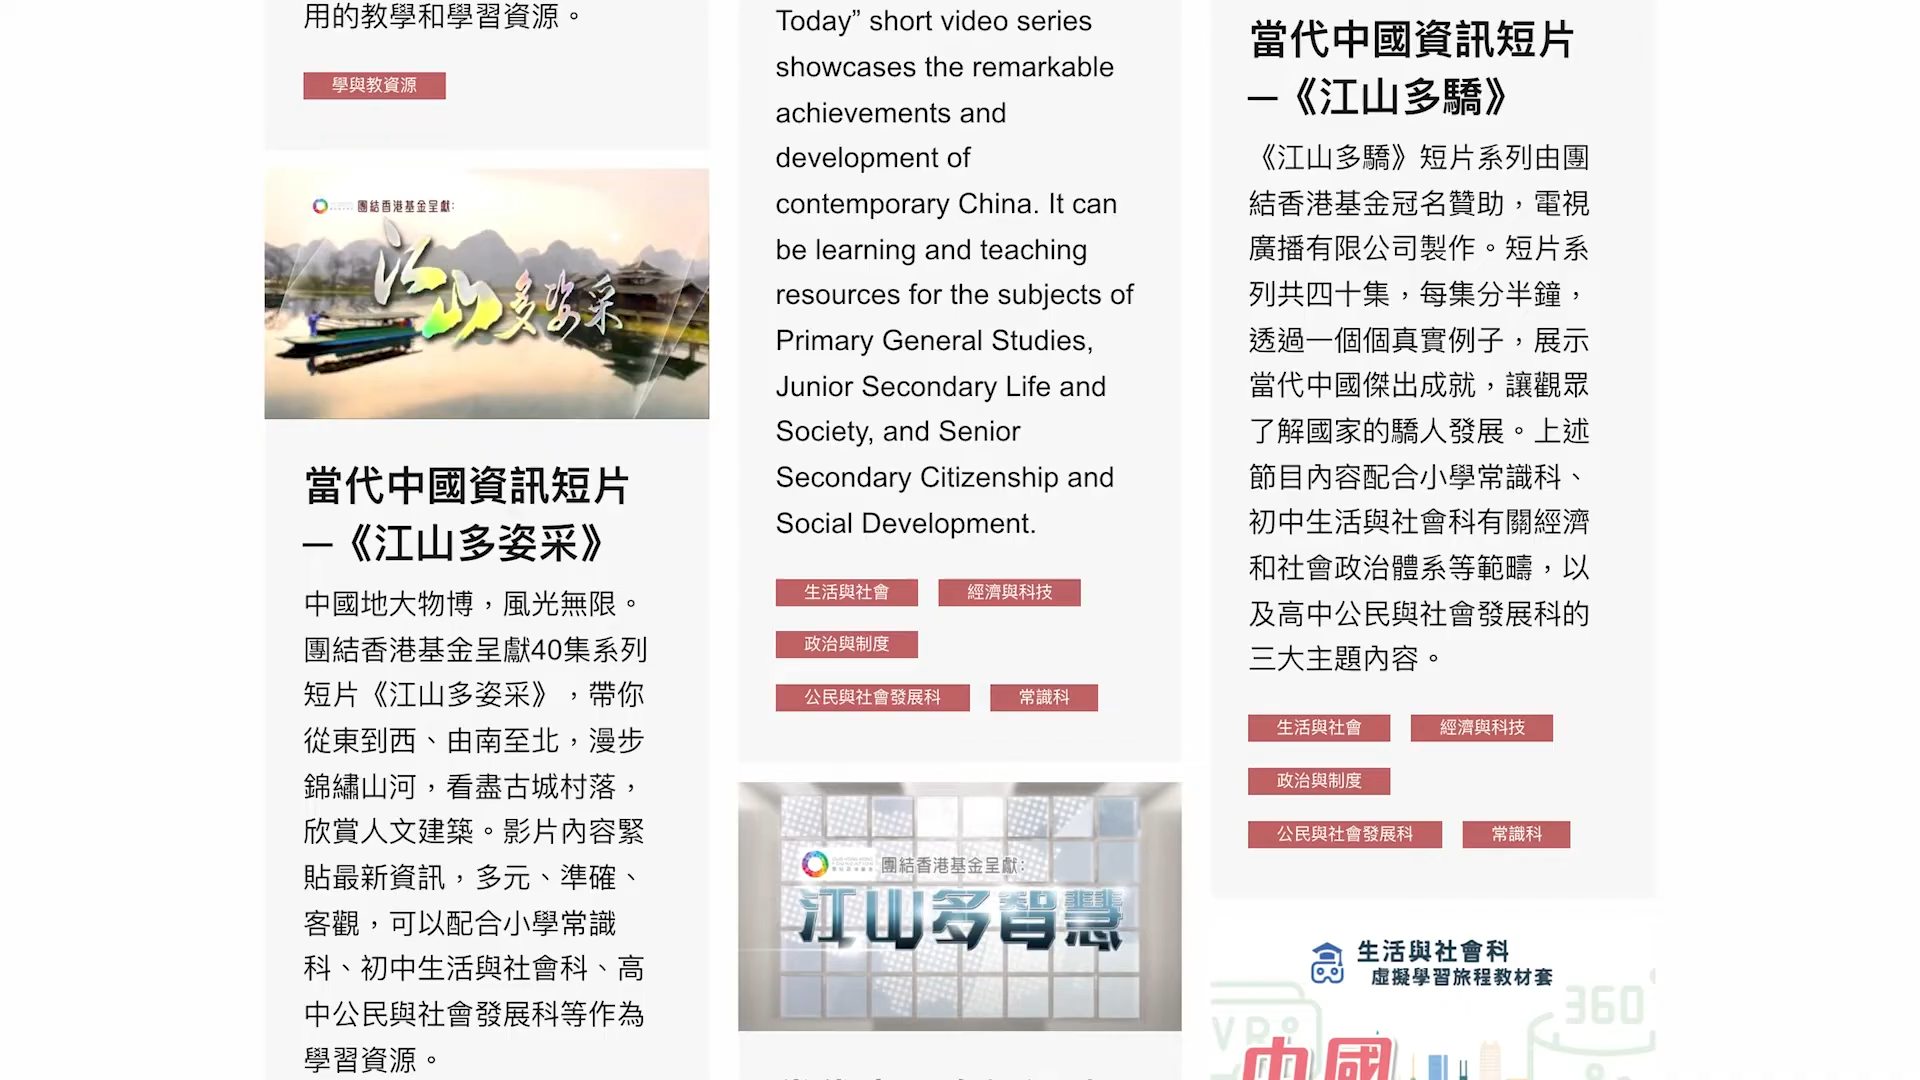 用的教學和學習資源。
學與教資源
團結香港基金呈獻:
江山多姿采
當代中國資訊短片
—《江山多姿采》
中國地大物博，風光無限。
團結香港基金呈獻40集系列
短片《江山多姿采》，帶你
從東到西、由南至北，漫步
錦繡山河，看盡古城村落，
欣賞人文建築。影片內容緊
貼最新資訊，多元、準確、
客觀，可以配合小學常識
科、初中生活與社會科、高
中公民與社會發展科等作為
學習資源。
Today” short video series
showcases the remarkable
achievements and
development of
contemporary China. It can
be learning and teaching
resources for the subjects of
Primary General Studies,
Junior Secondary Life and
Society, and Senior
Secondary Citizenship and
Social Development.
生活與社會
經濟與科技
政治與制度
公民與社會發展科
常識科
團結香港基金呈獻:
江山多智慧
當代中國資訊短片
—《江山多驕》
《江山多驕》短片系列由團
結香港基金冠名贊助，電視
廣播有限公司製作。短片系
列共四十集，每集分半鐘，
透過一個個真實例子，展示
當代中國傑出成就，讓觀眾
了解國家的驕人發展。上述
節目內容配合小學常識科、
初中生活與社會科有關經濟
和社會政治體系等範疇，以
及高中公民與社會發展科的
三大主題內容。
生活與社會
經濟與科技
政治與制度
公民與社會發展科
常識科
生活與社會科
虛擬學習旅程教材套
360
VR
中國